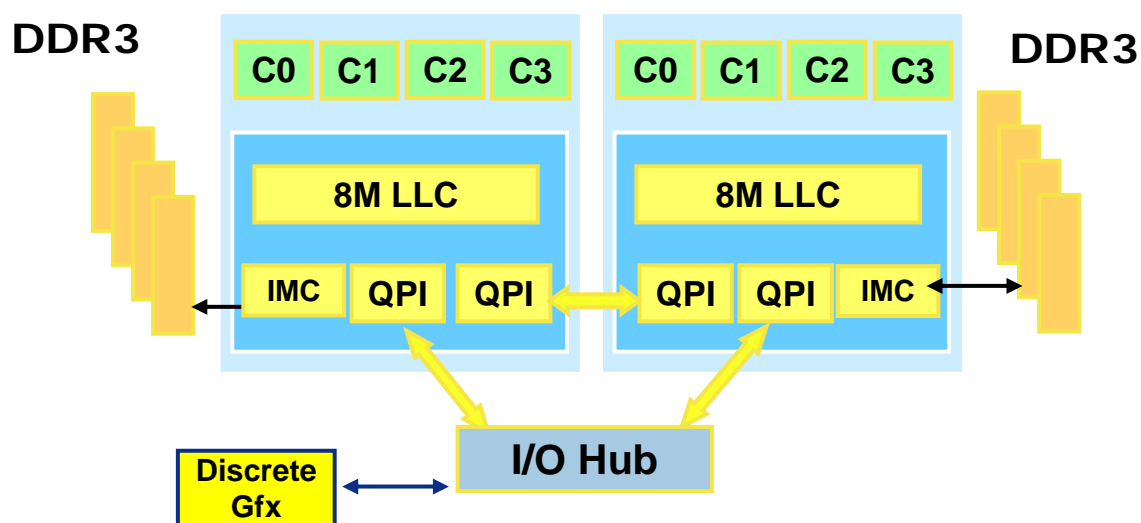 DDR3
DDR3
C0 C1 C2 C3
C0 C1 C2 C3
8M LLC
8M LLC
IMC QPI QPI
QPI QPI IMC
I/O Hub
Discrete
Gfx